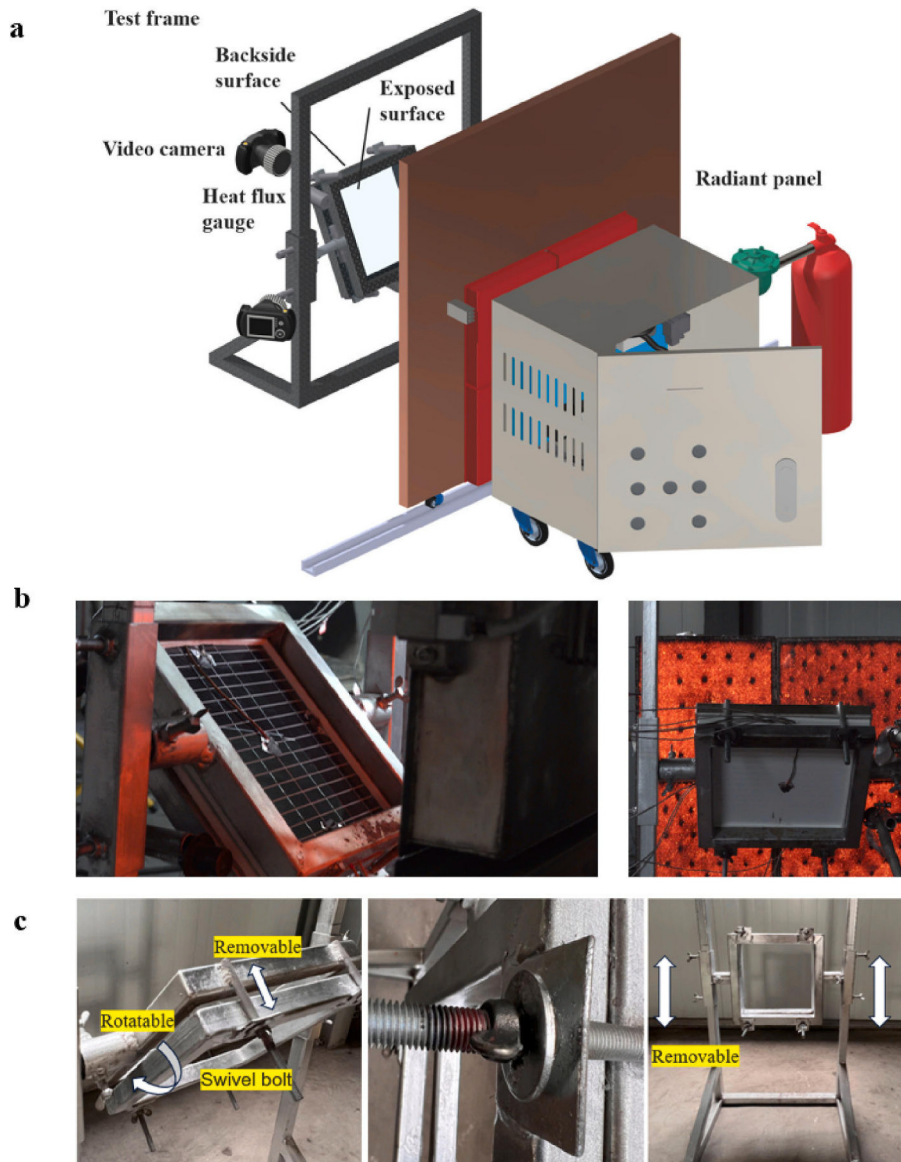 a
Test frame
Backside
surface
Exposed
surface
Video camera
Heat flux
gauge
Radiant panel
b
c
Removable
Rotatable
Swivel bolt
Removable